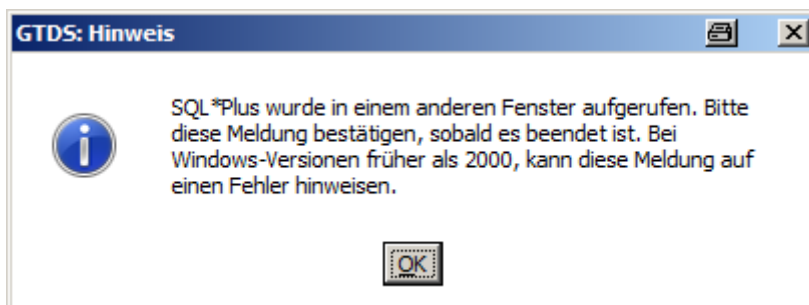 GTDS: Hinweis
SQL*Plus wurde in einem anderen Fenster aufgerufen. Bitte
diese Meldung bestätigen, sobald es beendet ist. Bei
Windows-Versionen früher als 2000, kann diese Meldung auf
einen Fehler hinweisen.
OK